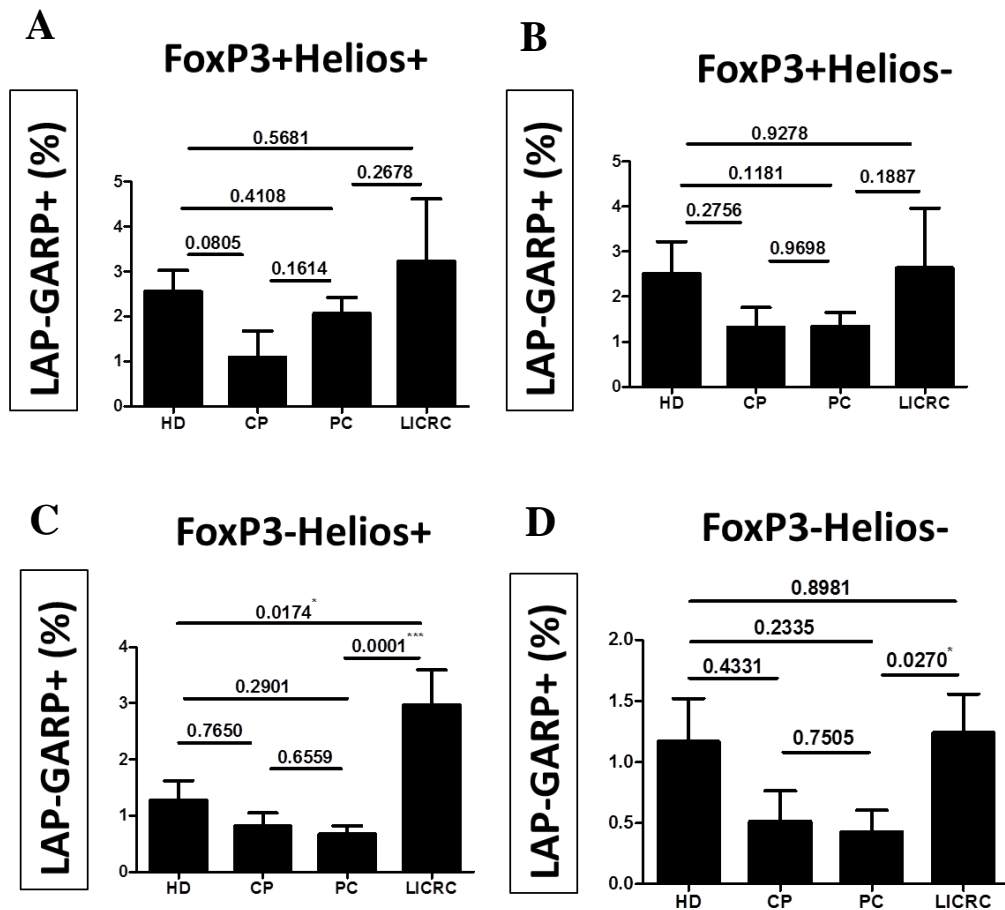 A
FoxP3+Helios+
LAP-GARP+ (%)
0.5681
0.2678
0.4108
0.0805
0.1614
5
4
3
2
1
0
HD CP PC LICRC
B
FoxP3+Helios-
LAP-GARP+ (%)
0.9278
0.1181
0.1887
0.2756
0.9698
5
4
3
2
1
0
HD CP PC LICRC
C
FoxP3-Helios+
LAP-GARP+ (%)
0.0174*
0.0001***
0.2901
0.7650
0.6559
4
3
2
1
0
HD CP PC LICRC
D
FoxP3-Helios-
LAP-GARP+ (%)
0.8981
0.2335
0.4331
0.0270*
0.7505
2.0
1.5
1.0
0.5
0.0
HD CP PC LICRC